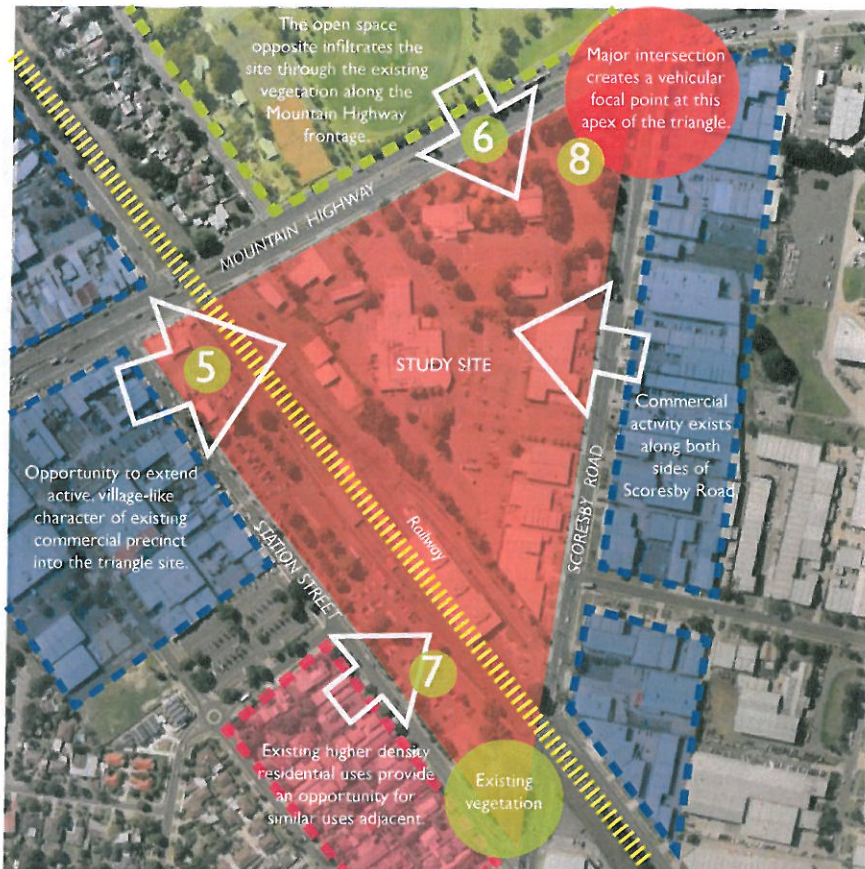 The open space
opposite infiltrates the
site through the existing
vegetation along the
Mountain Highway
frontage.
Major intersection
creates a vehicular
focal point at this
apex of the triangle.
6
8
MOUNTAIN HIGHWAY
5
STUDY SITE
Commercial
activity exists
along both
sides of
Scoresby Road.
Opportunity to extend
active, village-like
character of existing
commercial precinct
into the triangle site.
SCORESBY ROAD
Railway
STATION STREET
7
Existing higher density
residential uses provide
an opportunity for
similar uses adjacent.
Existing
vegetation